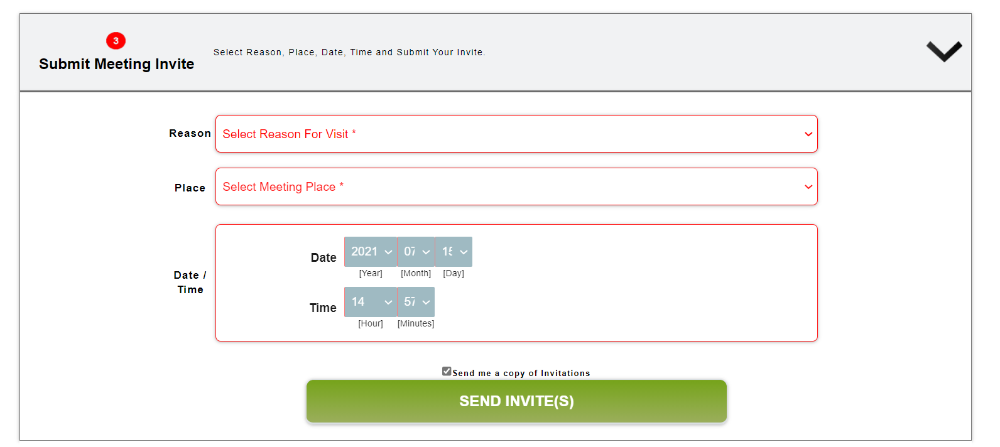 3
Submit Meeting Invite
Select Reason, Place, Date, Time and Submit Your Invite.
Reason
Select Reason For Visit *
Place
Select Meeting Place *
Date /
Time
Date
2021 07 15
[Year] [Month] [Day]
Time
14 57
[Hour] [Minutes]
Send me a copy of Invitations
SEND INVITE(S)